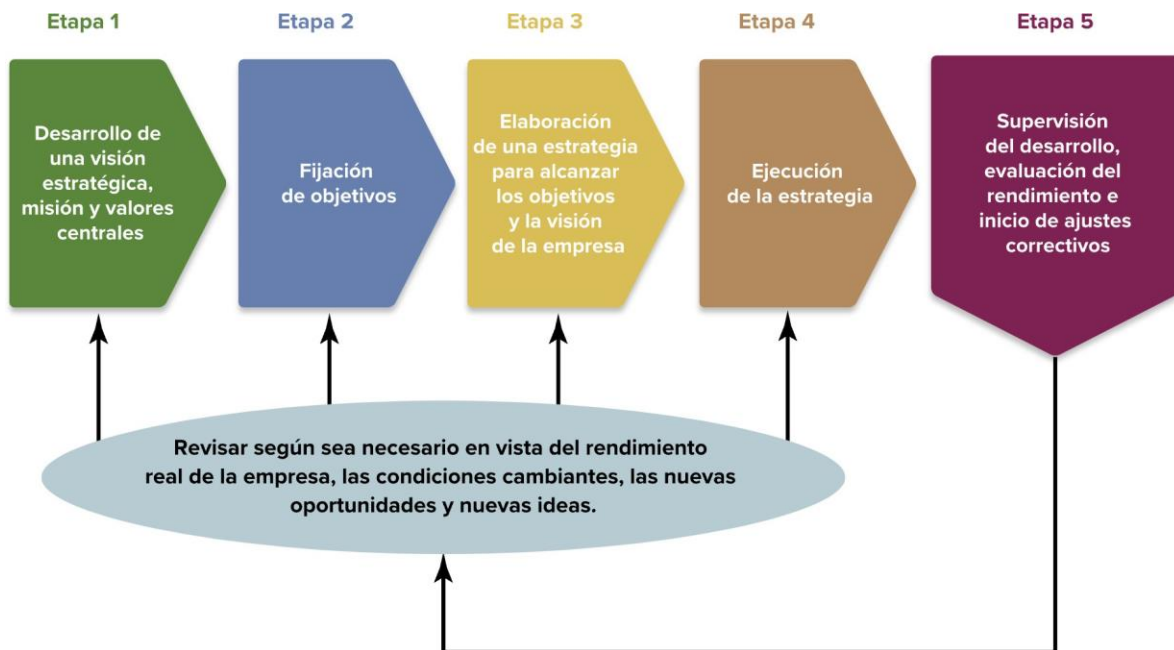 Etapa 1
Etapa 2
Etapa 3
Etapa 4
Etapa 5
Desarrollo de
una visión
estratégica,
misión y valores
centrales
Fijación
de objetivos
Elaboración
de una estrategia
para alcanzar
los objetivos
y la visión
de la empresa
Ejecución
de la estrategia
Supervisión
del desarrollo,
evaluación del
rendimiento e
inicio de ajustes
correctivos
Revisar según sea necesario en vista del rendimiento
real de la empresa, las condiciones cambiantes, las nuevas
oportunidades y nuevas ideas.